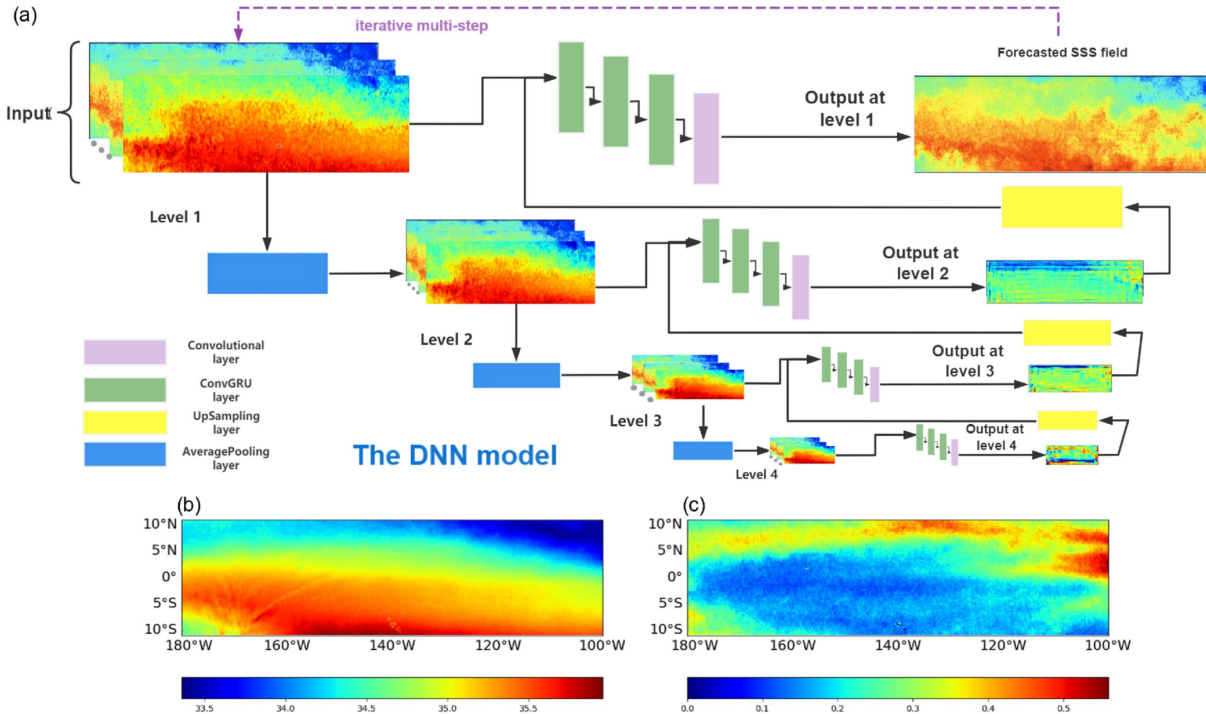 (a)
iterative multi-step
Forecasted SSS field
Input
Output at
level 1
Level 1
Output at
level 2
Level 2
Output at
level 3
Level 3
Output at
level 4
Level 4
Convolutional
layer
ConvGRU
layer
UpSampling
layer
AveragePooling
layer
The DNN model
(b)
10°N
5°N
0°
5°S
10°S
180°W 160°W 140°W 120°W 100°W
33.5 34.0 34.5 35.0 35.5
(c)
10°N
5°N
0°
5°S
10°S
180°W 160°W 140°W 120°W 100°W
0.0 0.1 0.2 0.3 0.4 0.5